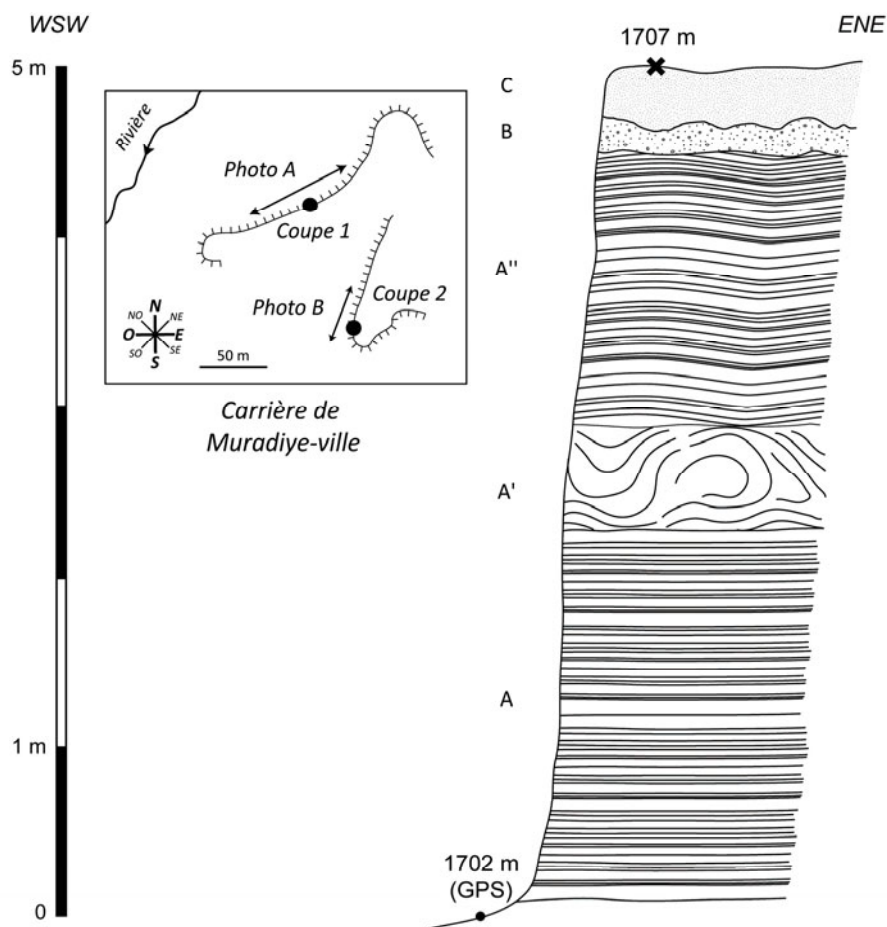 WSW
ENE
5 m
1707 m
C
B
Rivière
Photo A
Coupe 1
Photo B
Coupe 2
N
NO
NE
O
E
SO
SE
S
50 m
Carrière de
Muradiye-ville
A''
A'
A
1 m
1702 m
(GPS)
0